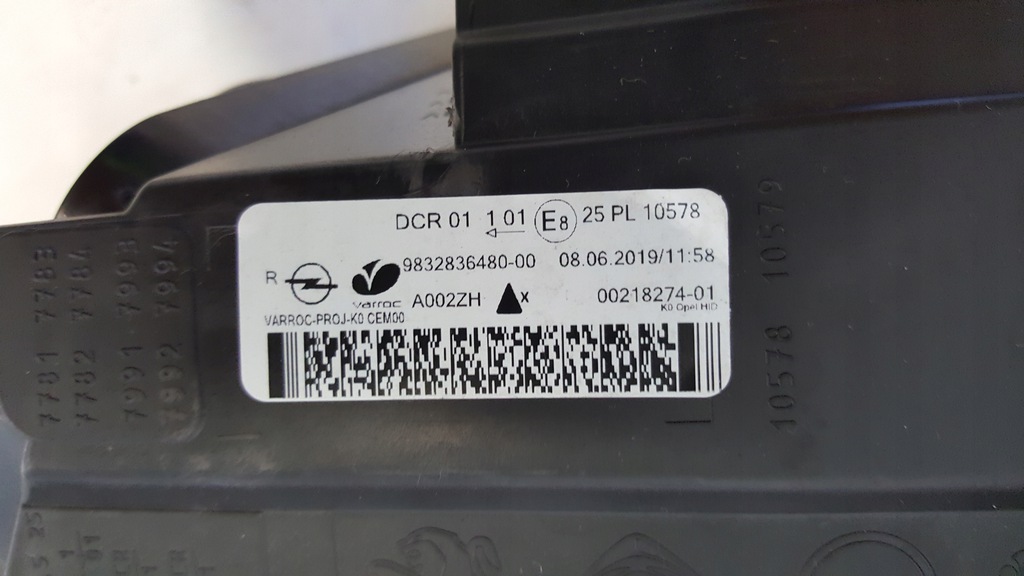 DCR 01 1 01 E8 25 PL 10578
9832836480-00 08.06.2019/11:58
R varroc A002ZH X 00218274-01
K0 Opel HID
VARROC-PROJ-K0 CEM00
7781 7783
7782 7784
7991 7993
7992 7994
10578 10579